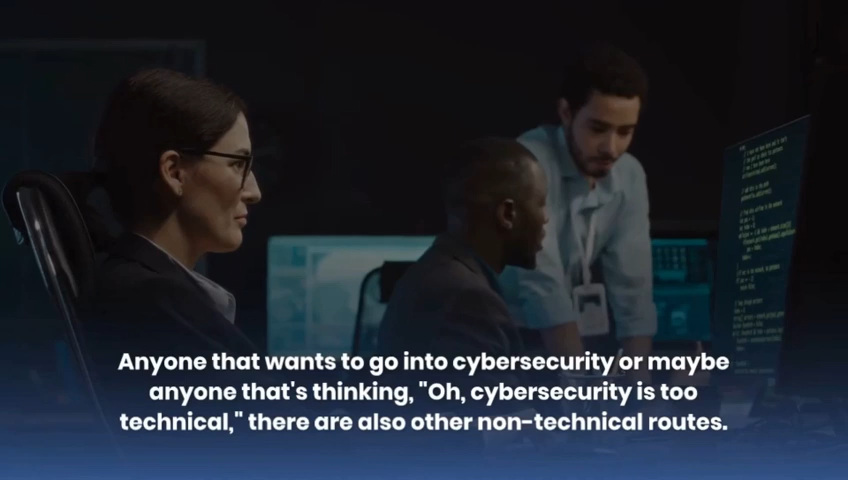 Anyone that wants to go into cybersecurity or maybe
anyone that's thinking, "Oh, cybersecurity is too
technical," there are also other non-technical routes.